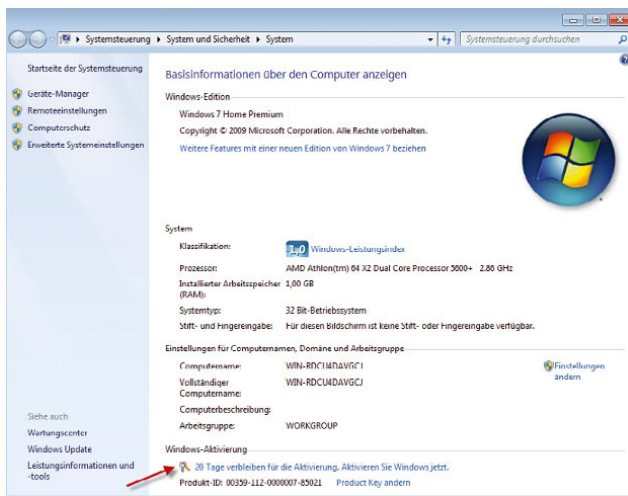 Systemsteuerung ▸ System und Sicherheit ▸ System
Systemsteuerung durchsuchen
Startseite der Systemsteuerung
Geräte-Manager
Remoteeinstellungen
Computerschutz
Erweiterte Systemeinstellungen
Basisinformationen über den Computer anzeigen
Windows-Edition
Windows 7 Home Premium
Copyright © 2009 Microsoft Corporation. Alle Rechte vorbehalten.
Weitere Features mit einer neuen Edition von Windows 7 beziehen
System
Klassifikation: 1,0 Windows-Leistungsindex
Prozessor: AMD Athlon(tm) 64 X2 Dual Core Processor 5600+ 2.86 GHz
Installierter Arbeitsspeicher 1,00 GB
(RAM):
Systemtyp: 32 Bit-Betriebssystem
Stift- und Fingereingabe: Für diesen Bildschirm ist keine Stift- oder Fingereingabe verfügbar.
Einstellungen für Computernamen, Domäne und Arbeitsgruppe
Computername: WIN-RDCU4DAVGCJ
Einstellungen
ändern
Vollständiger WIN-RDCU4DAVGCJ
Computername:
Computerbeschreibung:
Arbeitsgruppe: WORKGROUP
Windows-Aktivierung
20 Tage verbleiben für die Aktivierung. Aktivieren Sie Windows jetzt.
Produkt-ID: 00359-112-0000007-85021 Product Key ändern
Siehe auch
Wartungscenter
Windows Update
Leistungsinformationen und
-tools